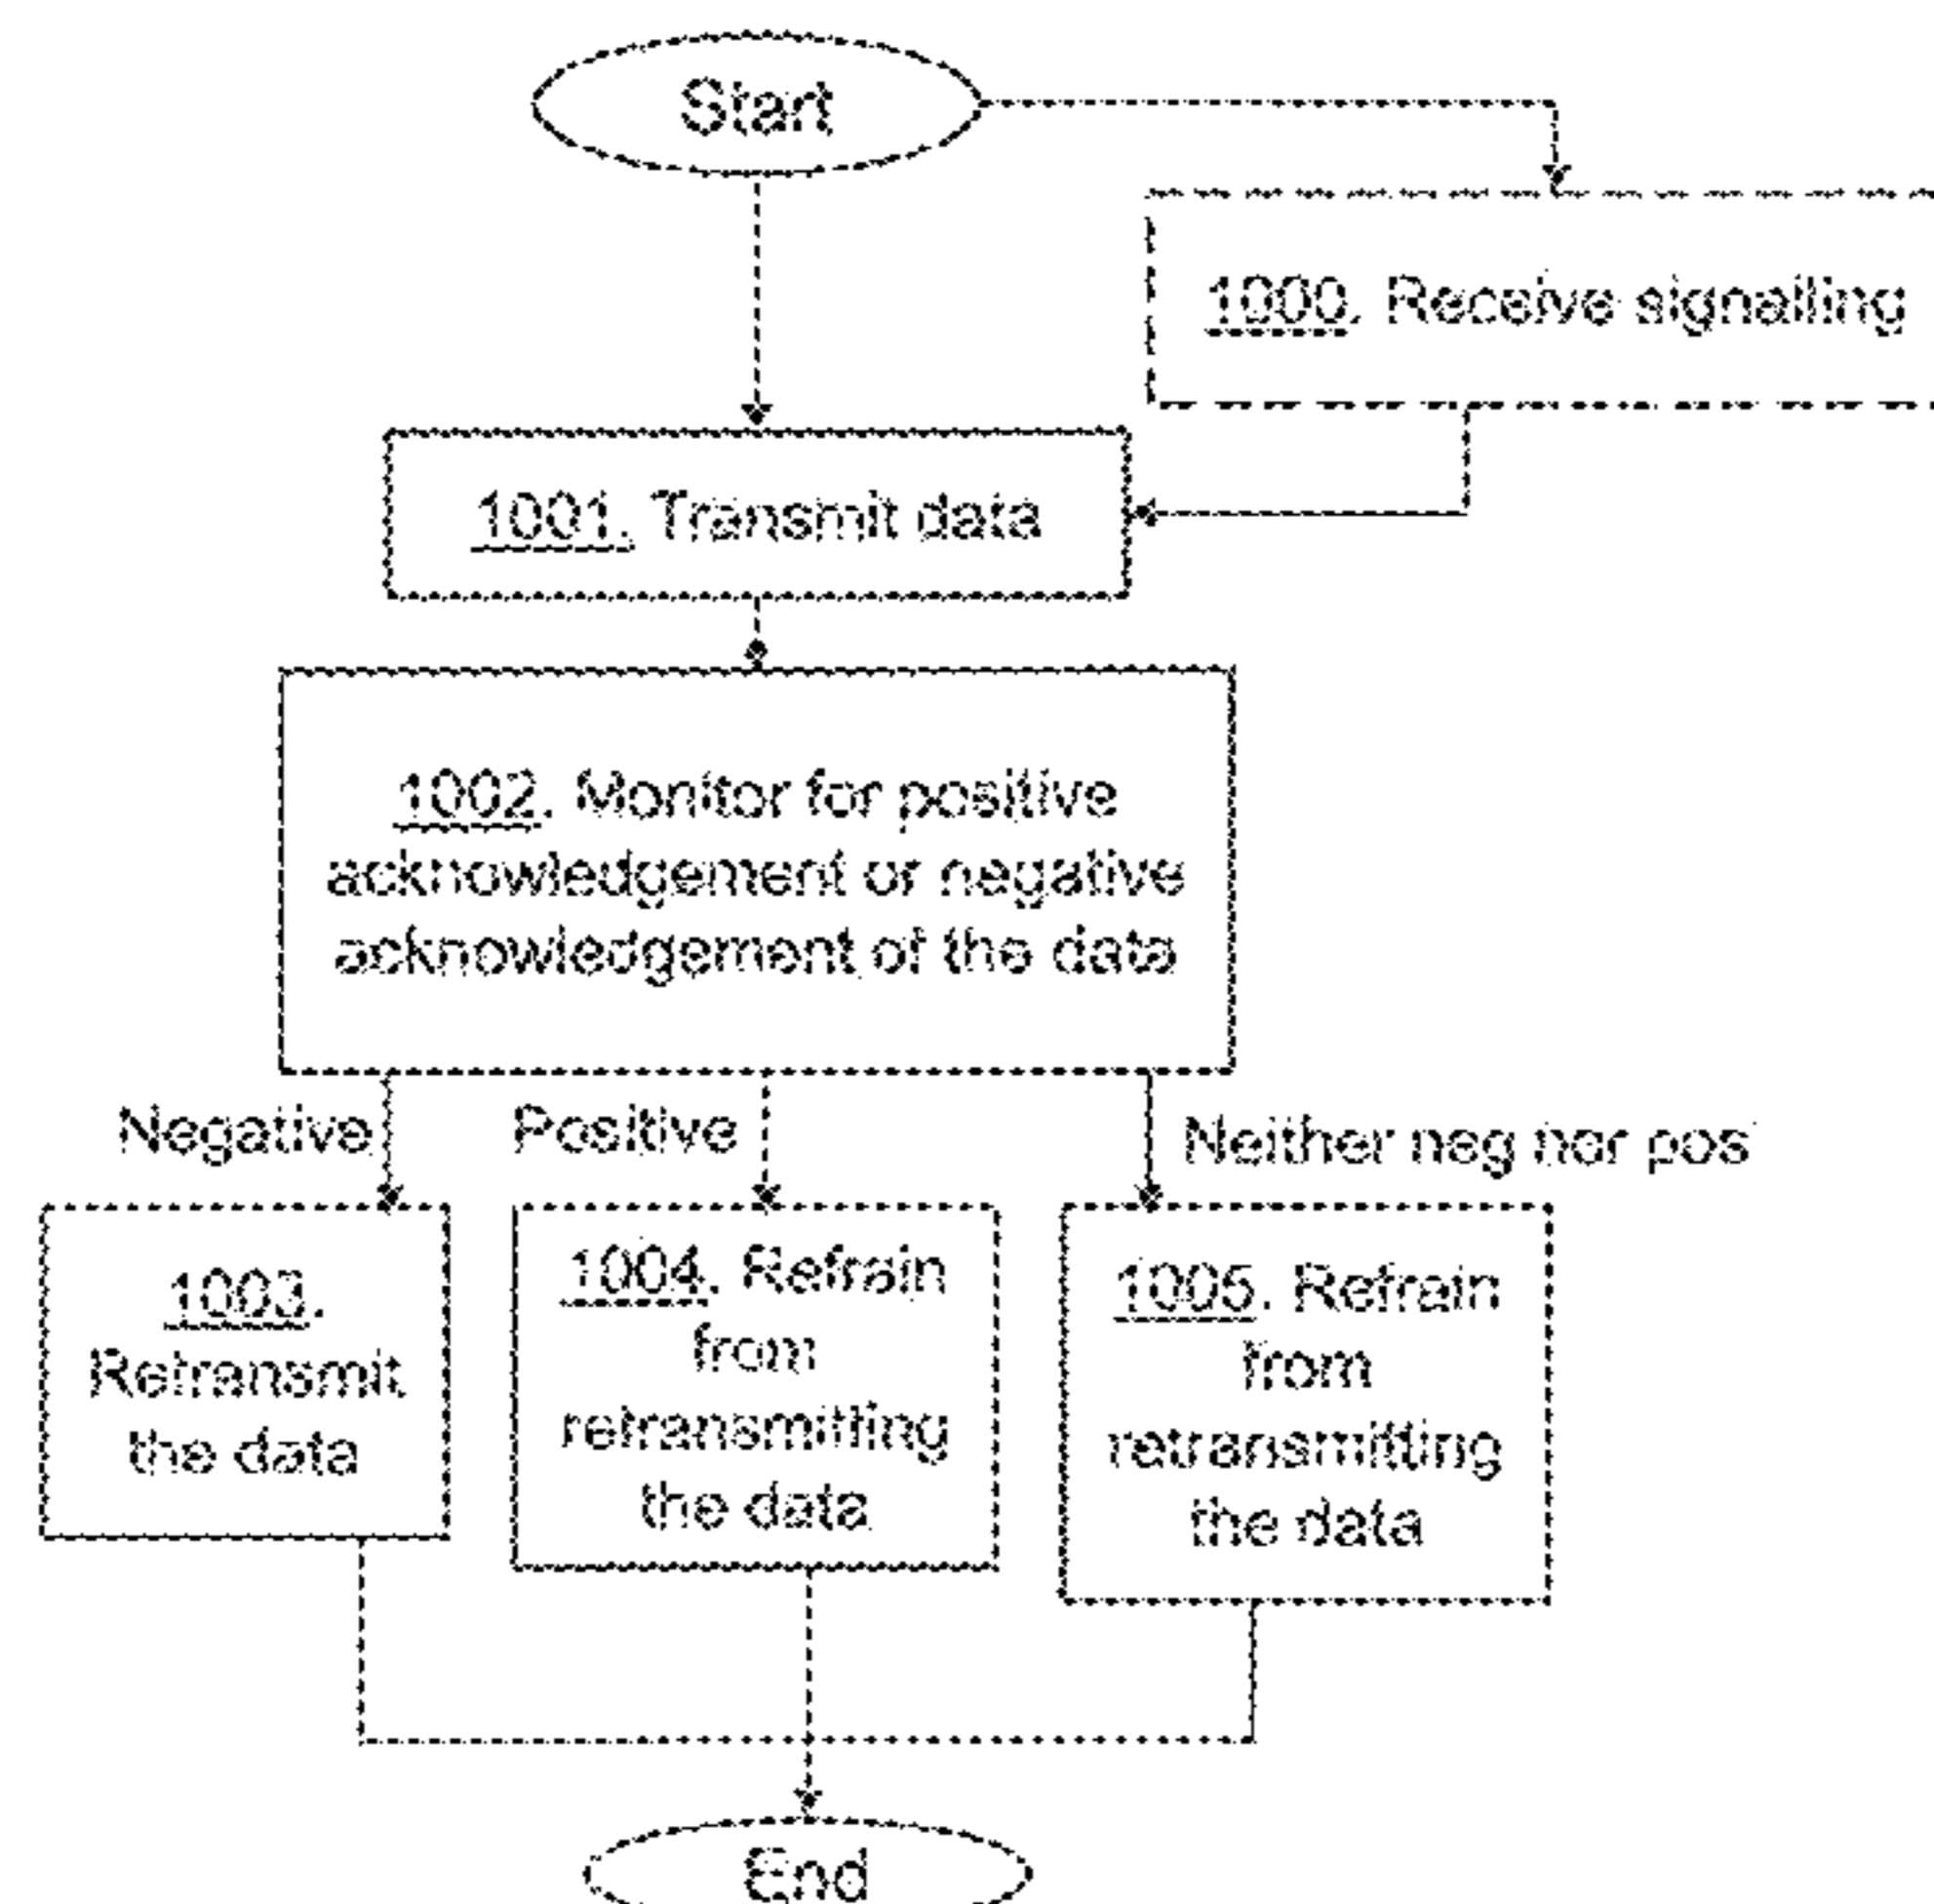 Start
1000. Receive signalling
1001. Transmit data
1002. Monitor for positive
acknowledgement or negative
acknowledgement of the data
Negative
Positive
Neither neg nor pos
1003.
Retransmit
the data
1004. Refrain
from
retransmitting
the data
1005. Refrain
from
retransmitting
the data
End